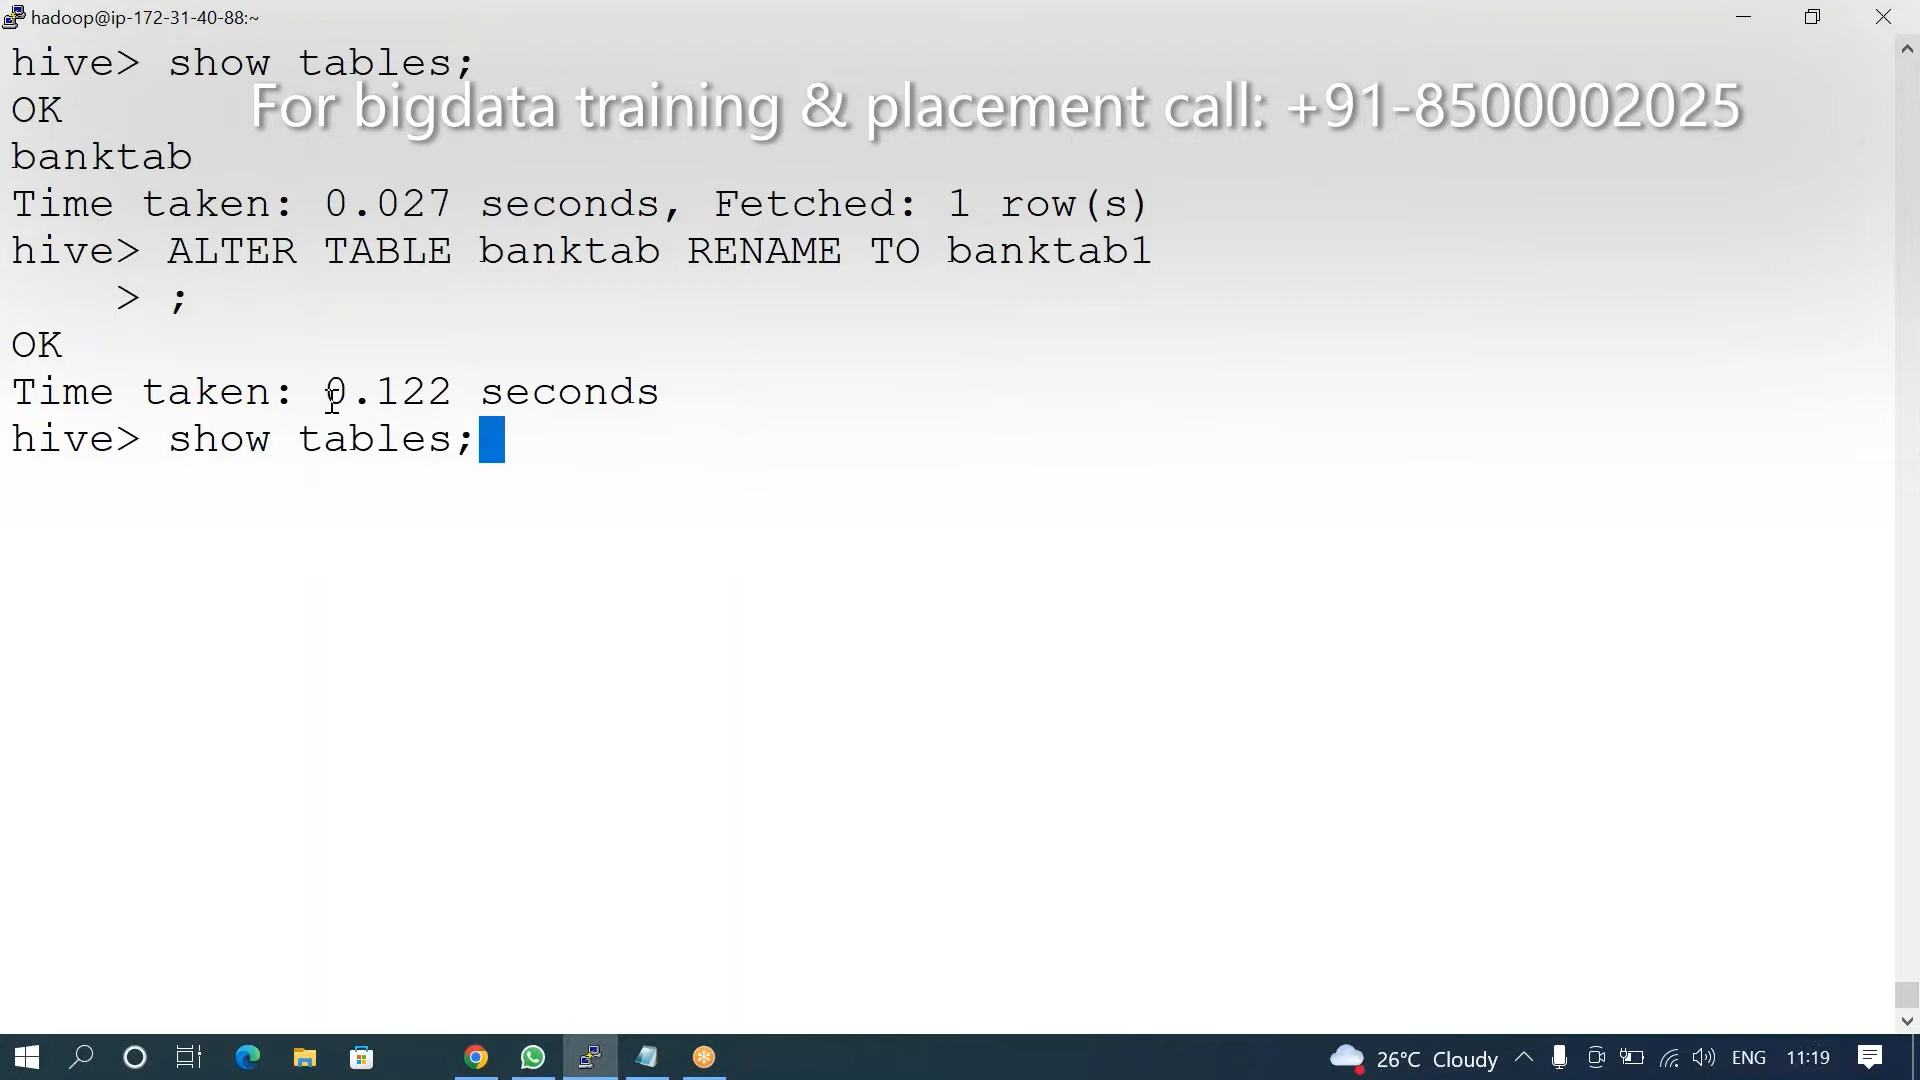 hadoop@ip-172-31-40-88:~
hive> show tables;
For bigdata training & placement call: +91-8500002025
OK
banktab
Time taken: 0.027 seconds, Fetched: 1 row(s)
hive> ALTER TABLE banktab RENAME TO banktab1
> ;
OK
Time taken: 0.122 seconds
hive> show tables;
26°C Cloudy
ENG
11:19